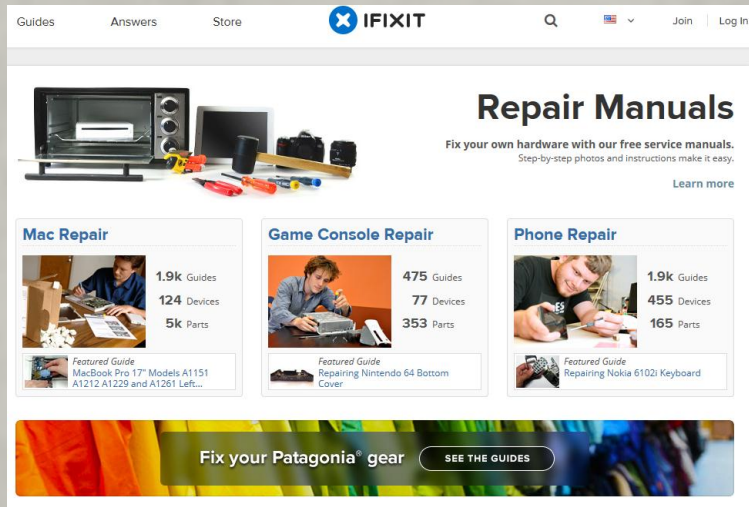 Guides Answers Store IFIXIT Join Log In
Repair Manuals
Fix your own hardware with our free service manuals.
Step-by-step photos and instructions make it easy.
Learn more
Mac Repair
1.9k Guides
124 Devices
5k Parts
Featured Guide
MacBook Pro 17" Models A1151
A1212 A1229 and A1261 Left...
Game Console Repair
475 Guides
77 Devices
353 Parts
Featured Guide
Repairing Nintendo 64 Bottom
Cover
Phone Repair
1.9k Guides
455 Devices
165 Parts
Featured Guide
Repairing Nokia 6102i Keyboard
Fix your Patagonia® gear SEE THE GUIDES